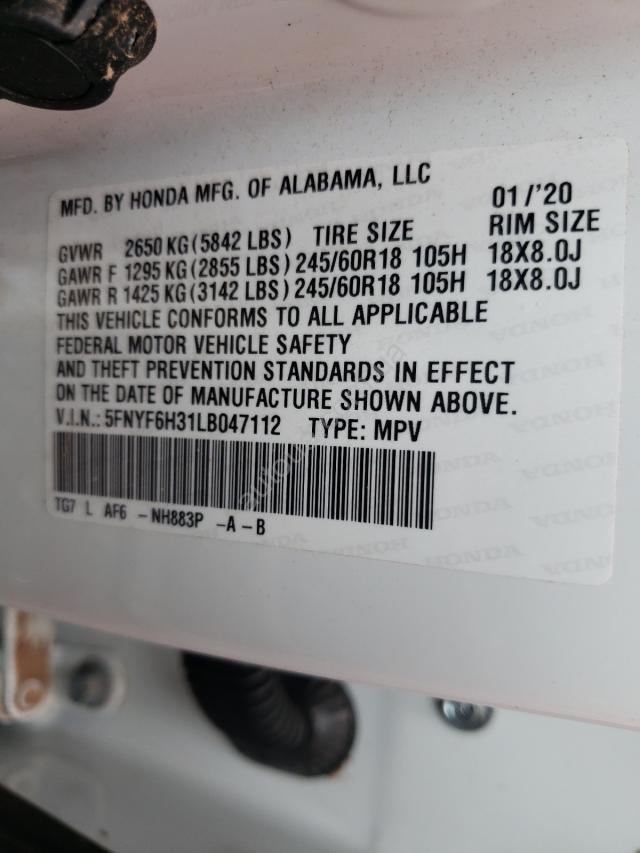 MFD. BY HONDA MFG. OF ALABAMA, LLC 01/'20
GVWR 2650 KG (5842 LBS) TIRE SIZE RIM SIZE
GAWR F 1295 KG (2855 LBS) 245/60R18 105H 18X8.0J
GAWR R 1425 KG (3142 LBS) 245/60R18 105H 18X8.0J
THIS VEHICLE CONFORMS TO ALL APPLICABLE
FEDERAL MOTOR VEHICLE SAFETY
AND THEFT PREVENTION STANDARDS IN EFFECT
ON THE DATE OF MANUFACTURE SHOWN ABOVE.
V.I.N.: 5FNYF6H31LB047112 TYPE: MPV
TG7 L AF6 - NH883P - A - B